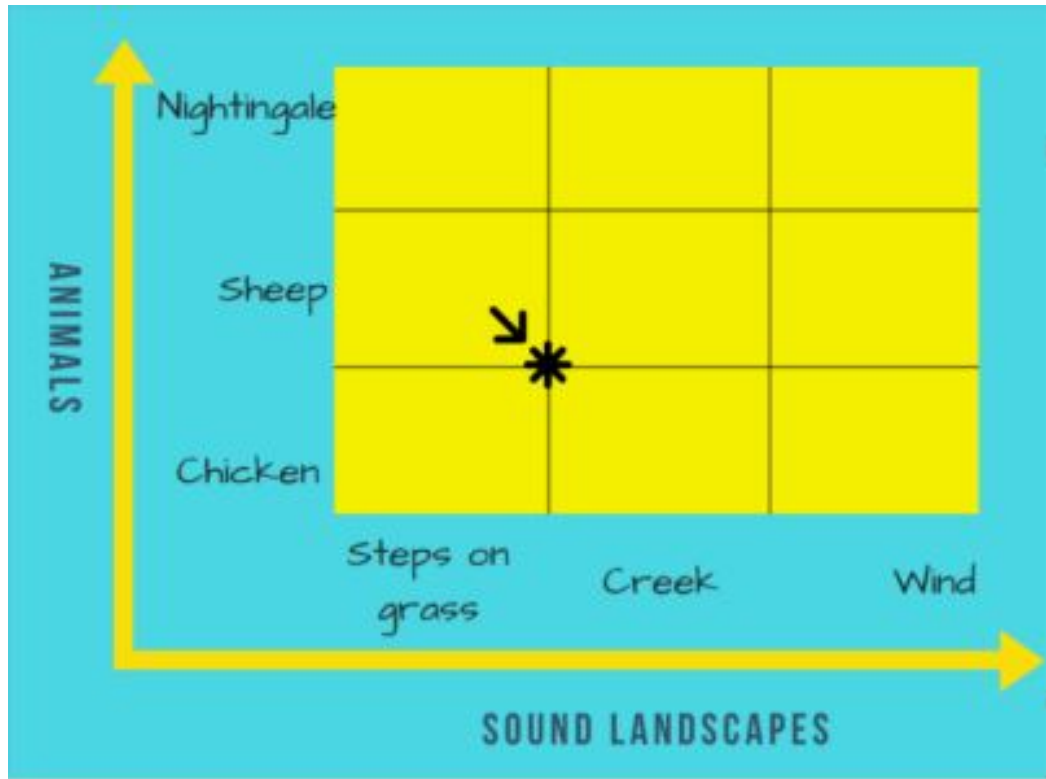 Nightingale
Sheep
ANIMALS
Chicken
Steps on
grass
Creek
Wind
SOUND LANDSCAPES